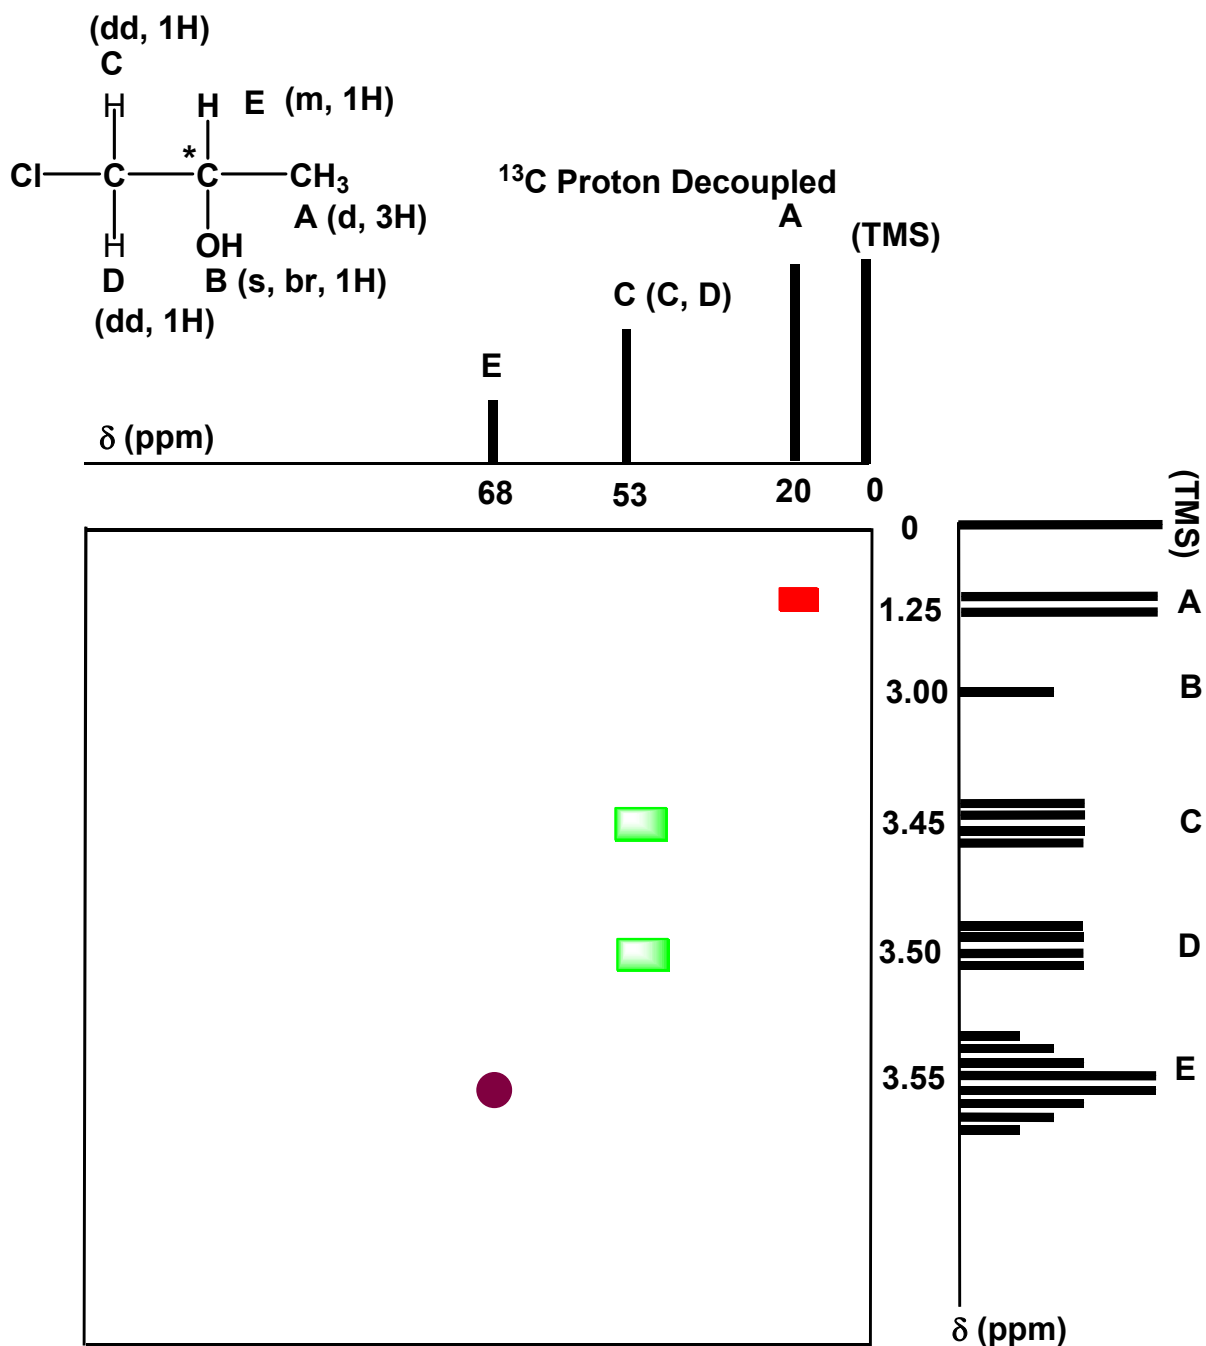 (dd, 1H)
C
H H E (m, 1H)
Cl C * C CH3
A (d, 3H)
H OH
D B (s, br, 1H)
(dd, 1H)
13C Proton Decoupled
A
(TMS)
C (C, D)
E
δ (ppm)
68 53 20 0
(TMS)
0
1.25 A
3.00 B
3.45 C
3.50 D
3.55 E
δ (ppm)